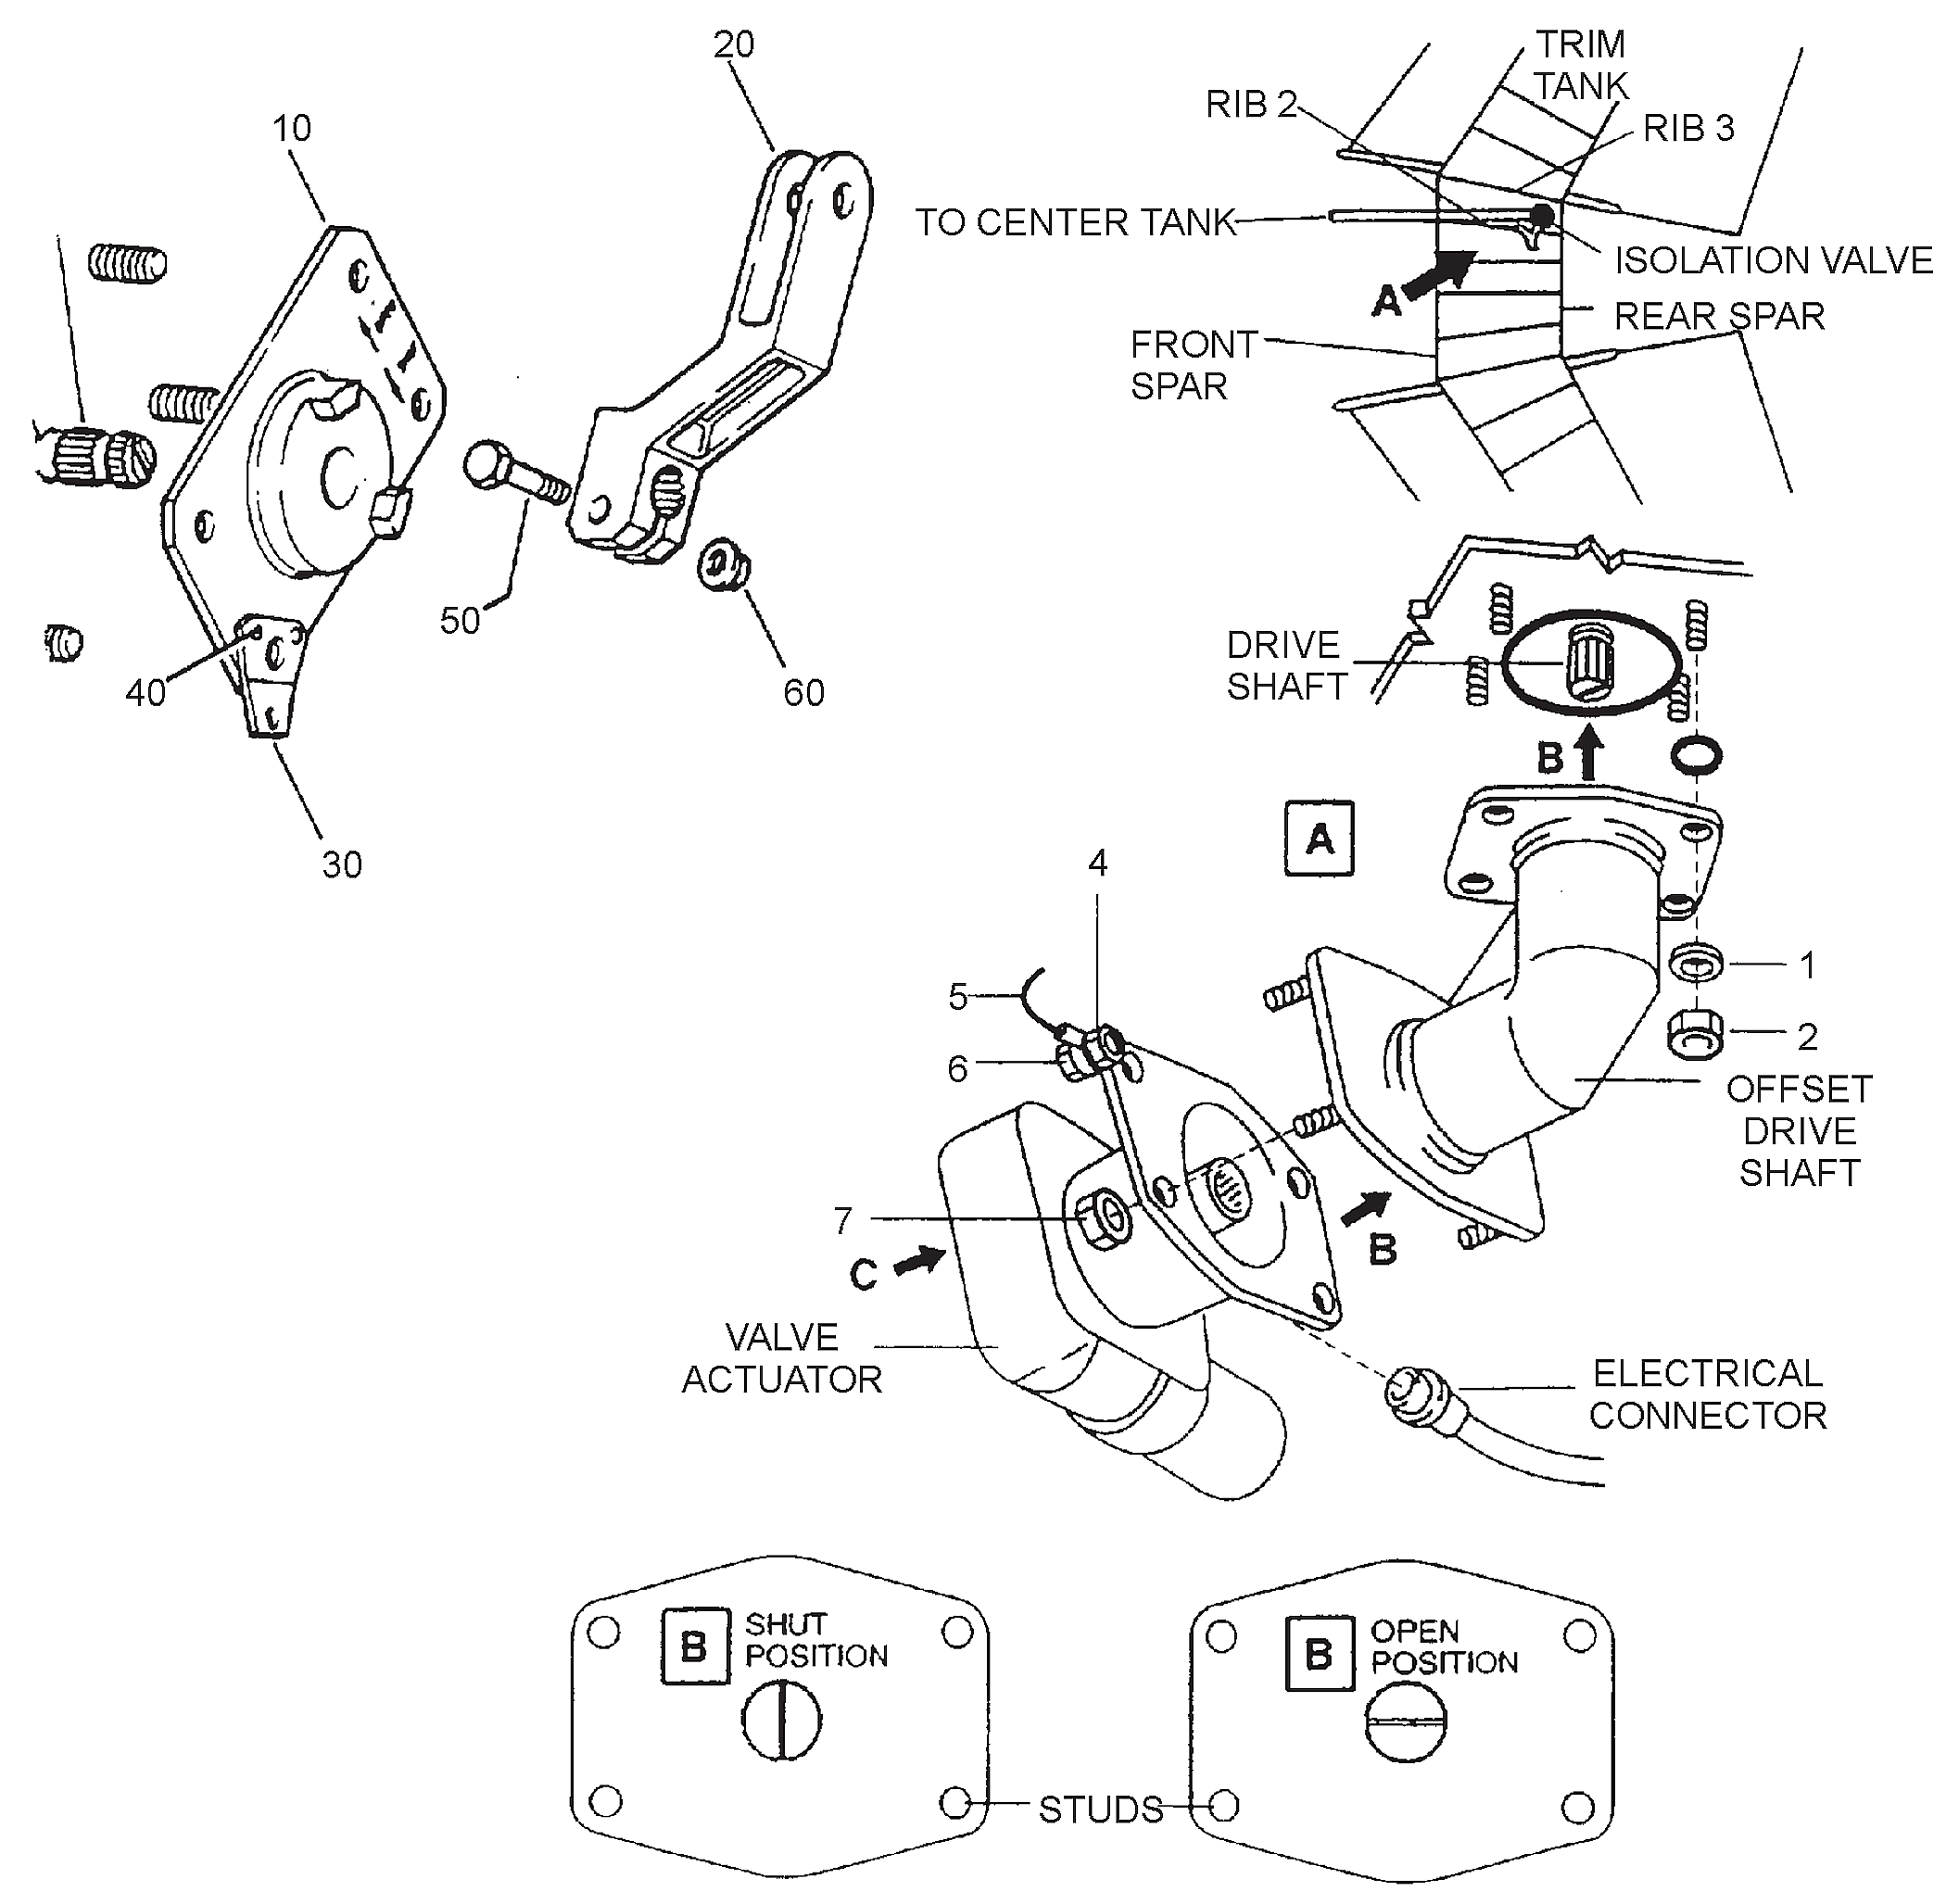 20
10
TRIM
TANK
RIB 2
RIB 3
TO CENTER TANK
ISOLATION VALVE
A
REAR SPAR
FRONT
SPAR
50
40
60
30
DRIVE
SHAFT
B
A
4
5
1
6
2
OFFSET
DRIVE
SHAFT
7
C
B
VALVE
ACTUATOR
ELECTRICAL
CONNECTOR
B
SHUT
POSITION
B
OPEN
POSITION
STUDS